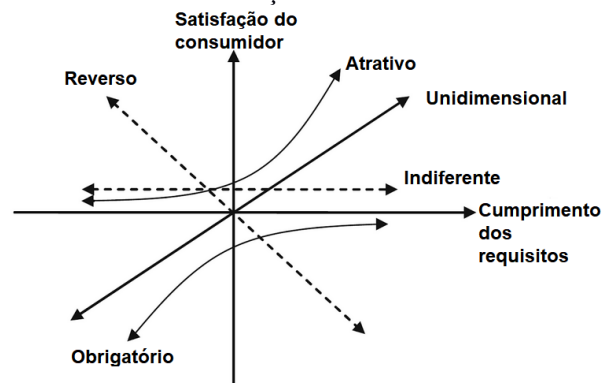 Satisfação do
consumidor
Reverso
Atrativo
Unidimensional
Indiferente
Cumprimento
dos
requisitos
Obrigatório